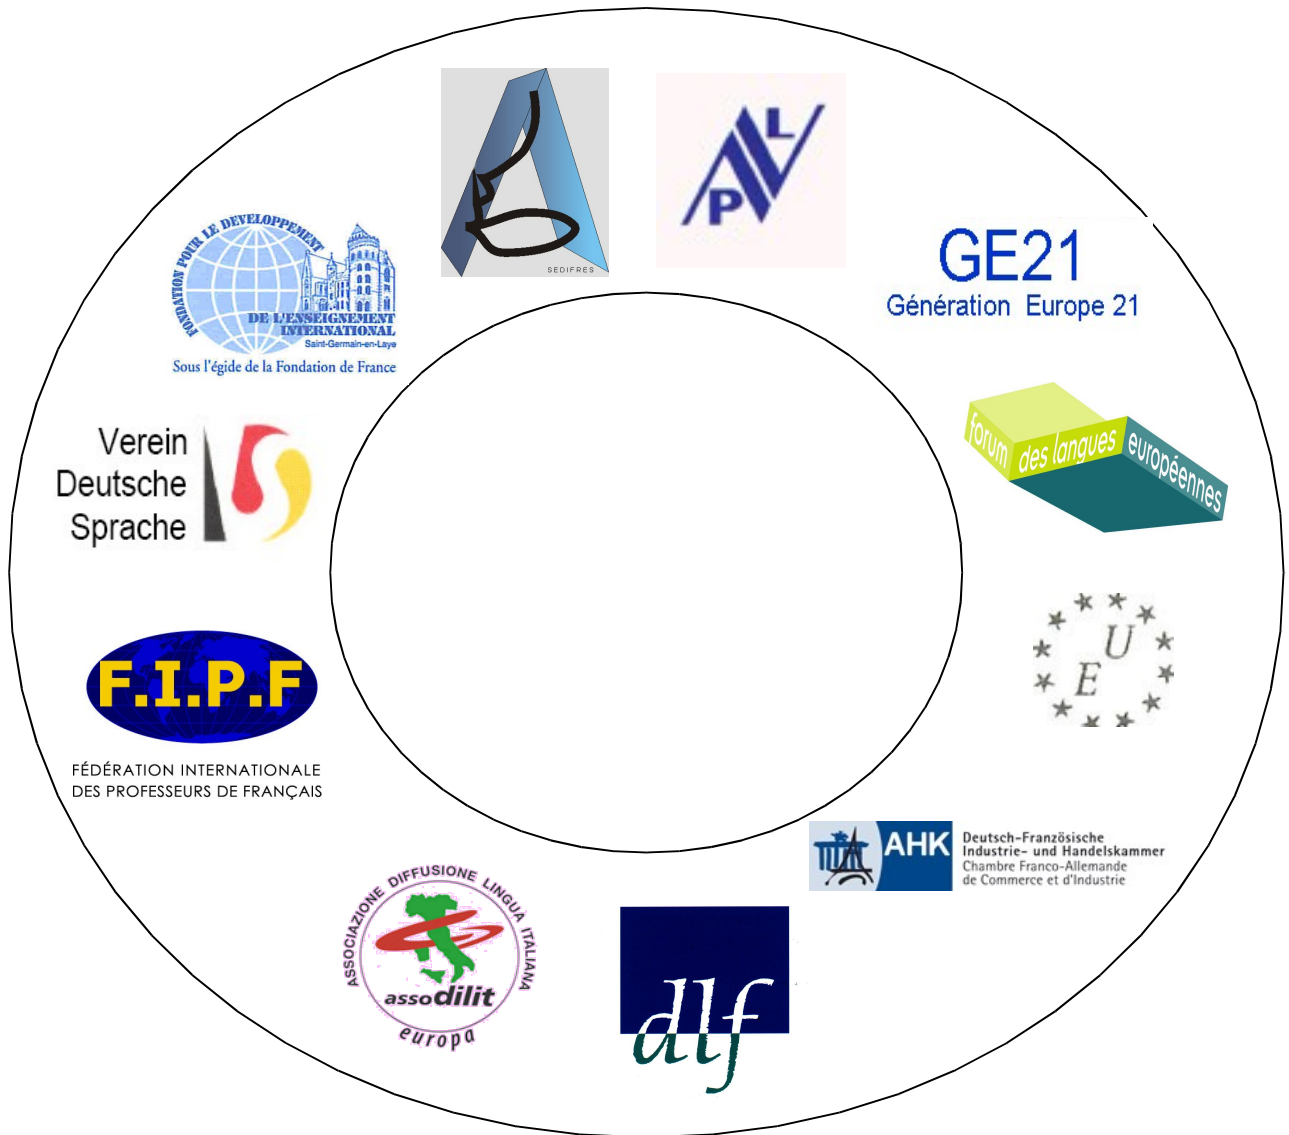 SEDIFRES
A
L
P
V
GE21
Génération Europe 21
FONDATION POUR LE DEVELOPPEMENT
DE L'ENSEIGNEMENT
INTERNATIONAL
Saint-Germain-en-Laye
Sous l'égide de la Fondation de France
forum des langues européennes
Verein
Deutsche
Sprache
U
E
F.I.P.F
FÉDÉRATION INTERNATIONALE
DES PROFESSEURS DE FRANÇAIS
AHK
Deutsch-Französische
Industrie- und Handelskammer
Chambre Franco-Allemande
de Commerce et d'Industrie
ASSOCIAZIONE DIFFUSIONE LINGUA ITALIANA
assodilit
europa
dlf